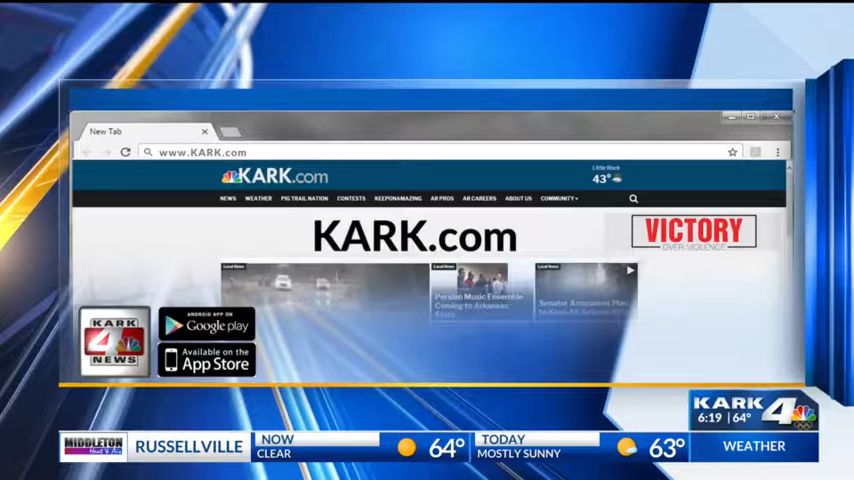 New Tab
www.KARK.com
KARK.com
Little Rock
43°
NEWS WEATHER PIG TRAIL NATION CONTESTS KEEPONAMAZING AR PROS AR CAREERS ABOUT US COMMUNITY
KARK.com
VICTORY
OVER VIOLENCE
Local News
Local News
Local News
Persian Music Ensemble
Coming to Arkansas
Senator Announces Plan
KARK
4
NEWS
ANDROID APP ON
Google play
Available on the
App Store
KARK 4
6:19 64°
MIDDLETON
Heat & Air
RUSSELLVILLE
NOW
CLEAR
64°
TODAY
MOSTLY SUNNY
63°
WEATHER